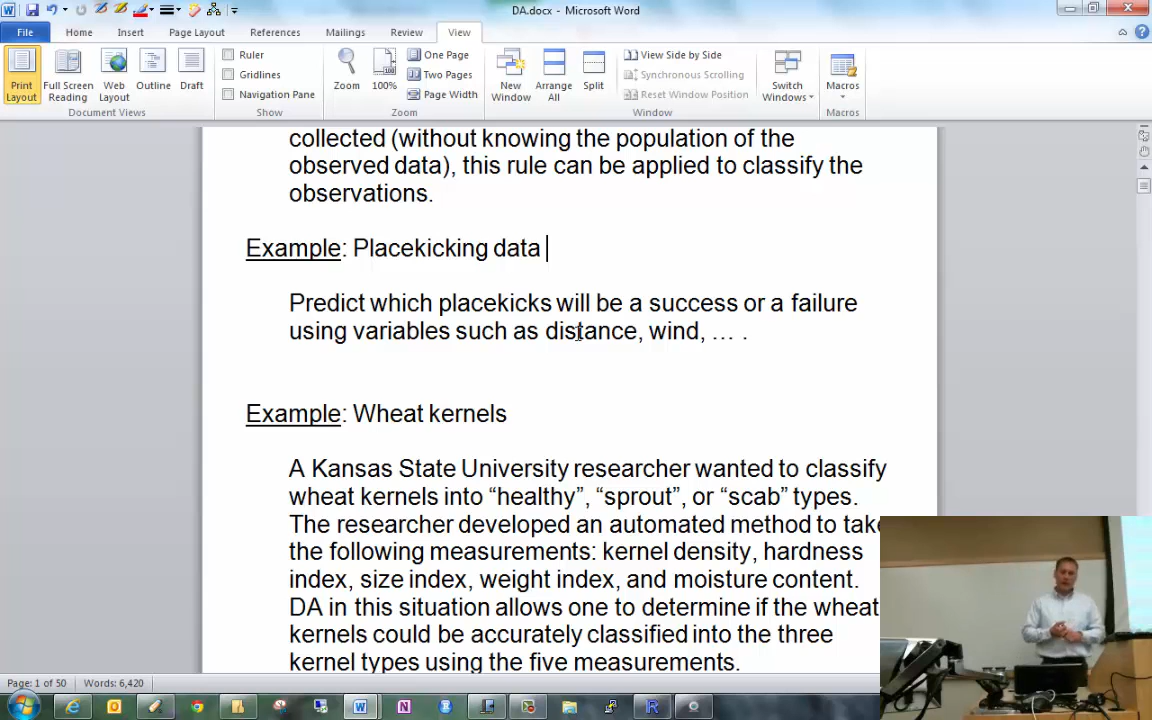 DA.docx - Microsoft Word
File Home Insert Page Layout References Mailings Review View
Print Layout
Full Screen Reading
Web Layout
Outline
Draft
Document Views
Ruler
Gridlines
Navigation Pane
Show
Zoom
100%
One Page
Two Pages
Page Width
Zoom
New Window
Arrange All
Split
View Side by Side
Synchronous Scrolling
Reset Window Position
Window
Switch Windows
Macros
Macros
collected (without knowing the population of the
observed data), this rule can be applied to classify the
observations.
Example: Placekicking data
Predict which placekicks will be a success or a failure
using variables such as distance, wind, … .
Example: Wheat kernels
A Kansas State University researcher wanted to classify
wheat kernels into “healthy”, “sprout”, or “scab” types.
The researcher developed an automated method to take
the following measurements: kernel density, hardness
index, size index, weight index, and moisture content.
DA in this situation allows one to determine if the wheat
kernels could be accurately classified into the three
kernel types using the five measurements.
Page: 1 of 50 Words: 6,420